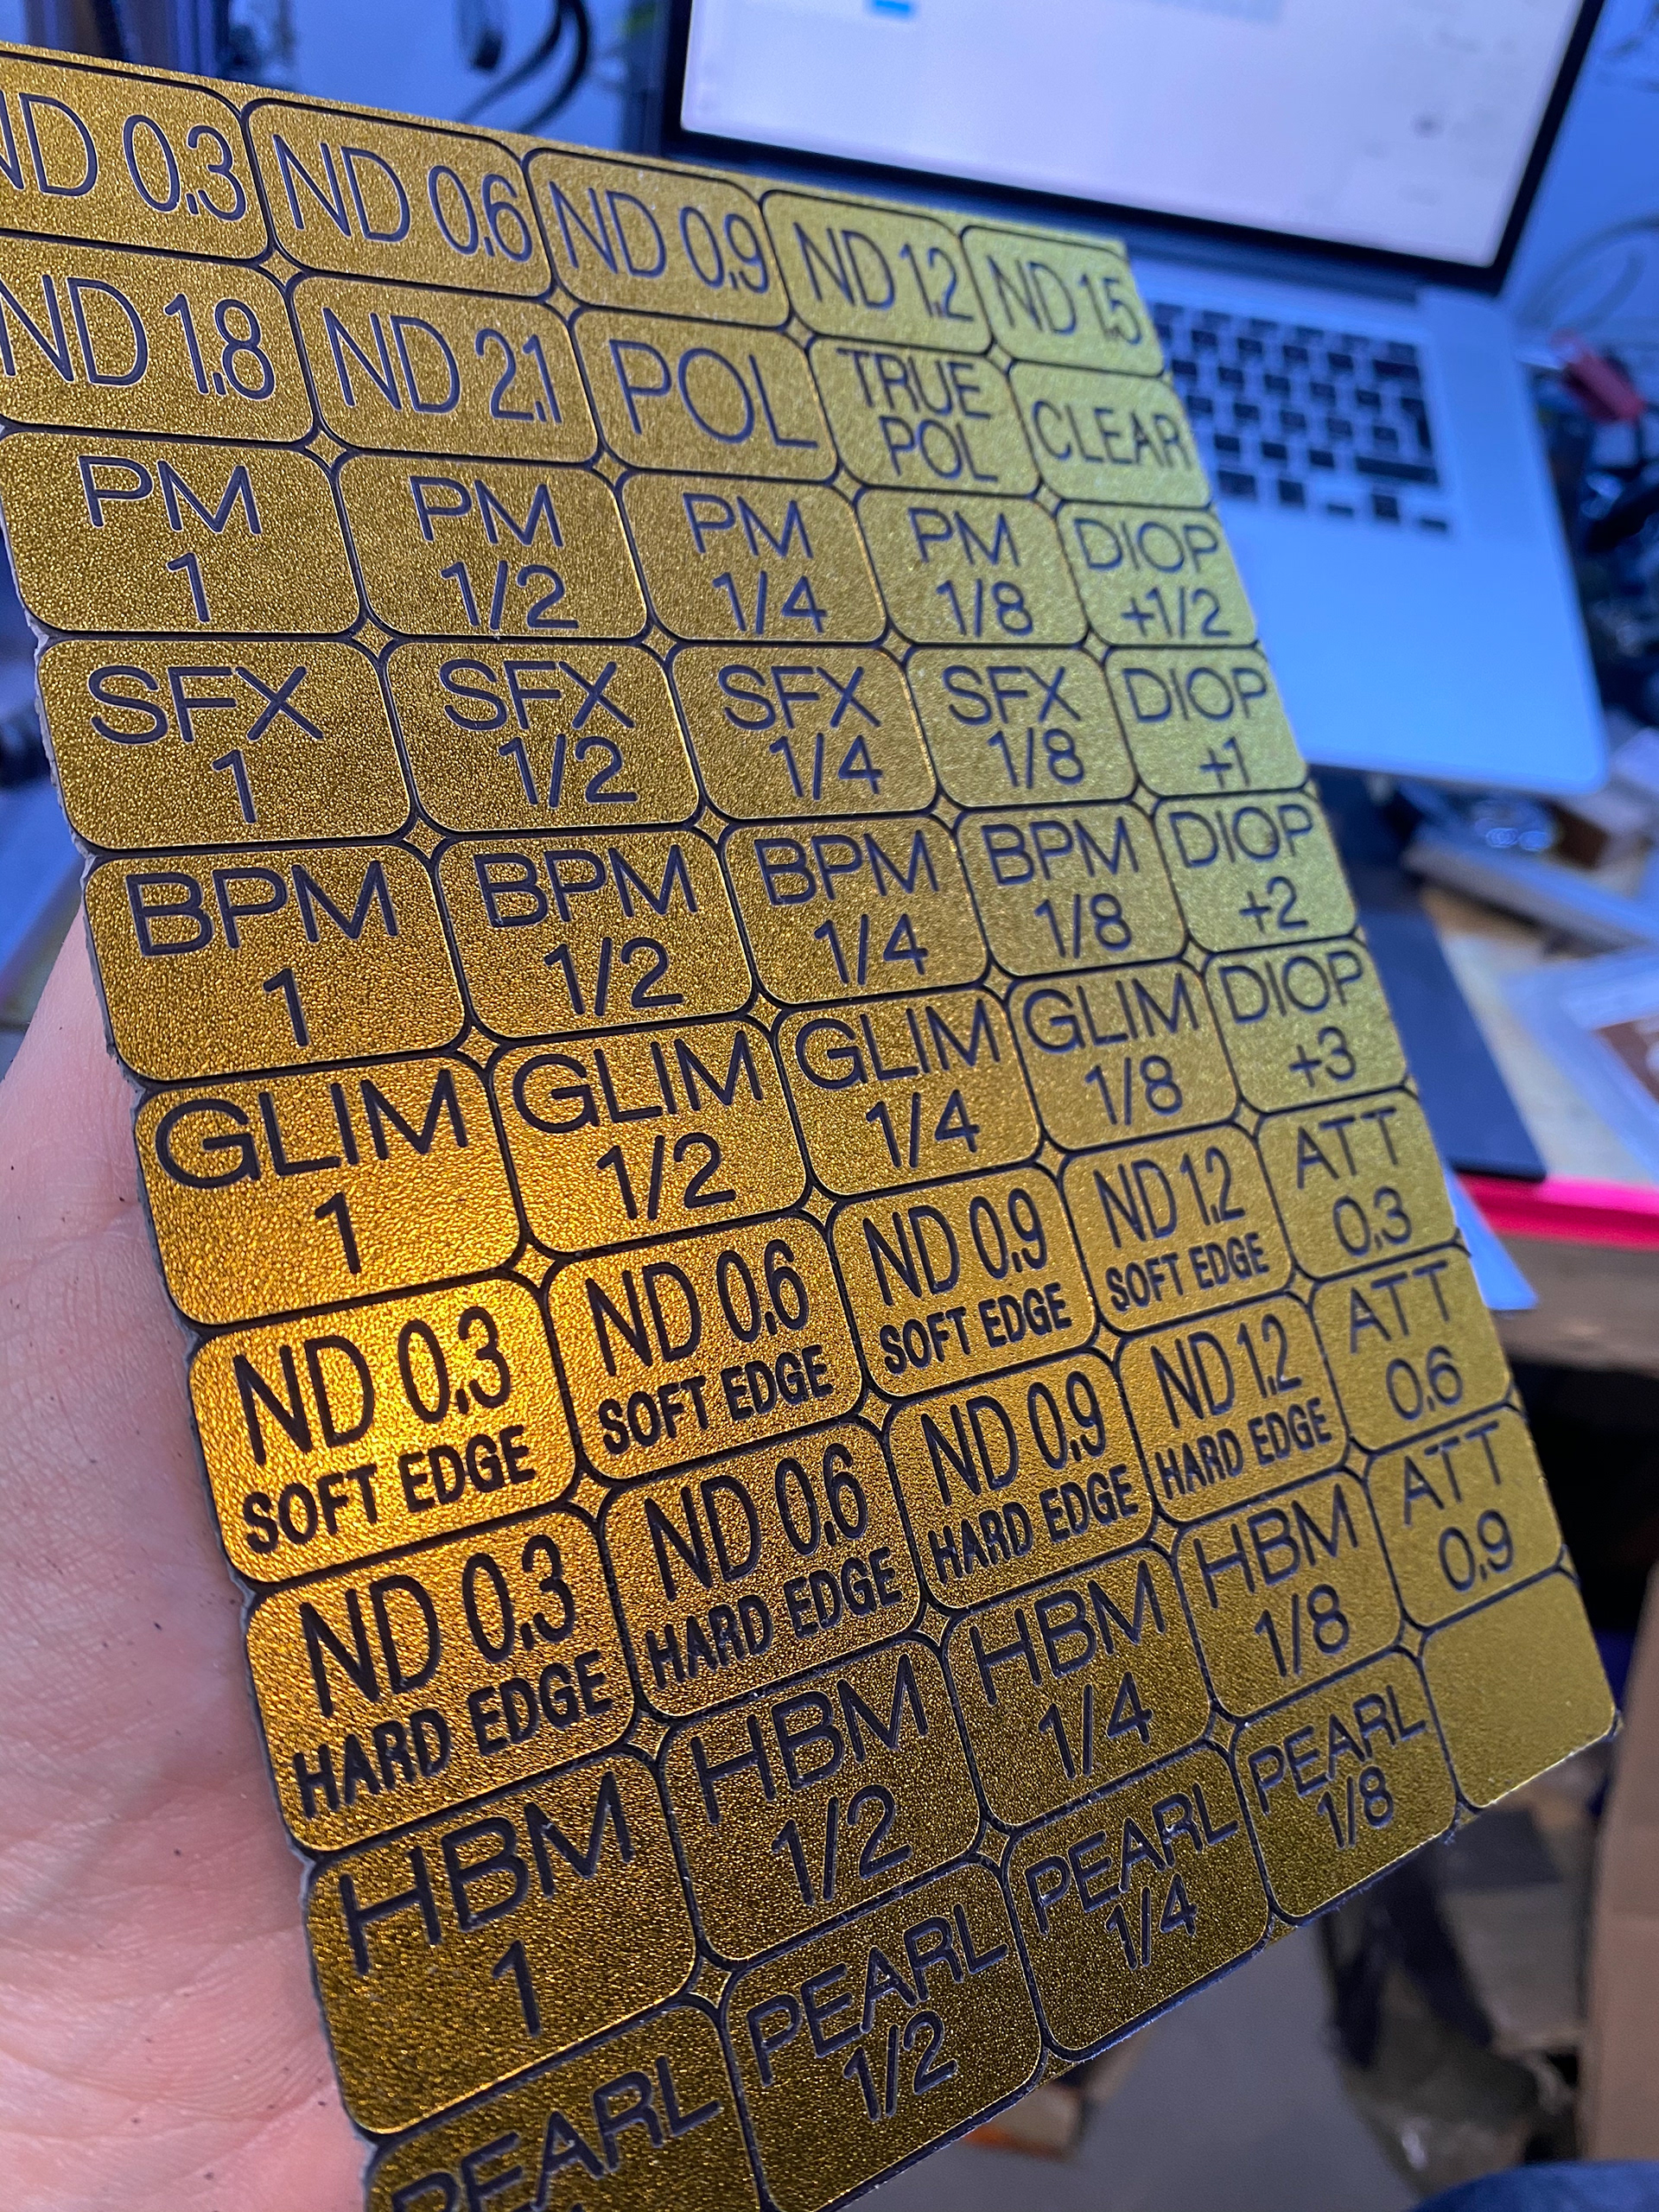 ND 0.3 ND 0.6 ND 0.9 ND 1.2 ND 1.5
ND 1.8 ND 2.1 POL TRUE POL CLEAR
PM 1 PM 1/2 PM 1/4 PM 1/8 DIOP +1/2
SFX 1 SFX 1/2 SFX 1/4 SFX 1/8 DIOP +1
BPM 1 BPM 1/2 BPM 1/4 BPM 1/8 DIOP +2
GLIM 1 GLIM 1/2 GLIM 1/4 GLIM 1/8 DIOP +3
ND 0.3 SOFT EDGE ND 0.6 SOFT EDGE ND 0.9 SOFT EDGE ND 1.2 SOFT EDGE ATT 0.3
ND 0.3 HARD EDGE ND 0.6 HARD EDGE ND 0.9 HARD EDGE ND 1.2 HARD EDGE ATT 0.6
HBM 1 HBM 1/2 HBM 1/4 HBM 1/8 ATT 0.9
PEARL PEARL 1/2 PEARL 1/4 PEARL 1/8